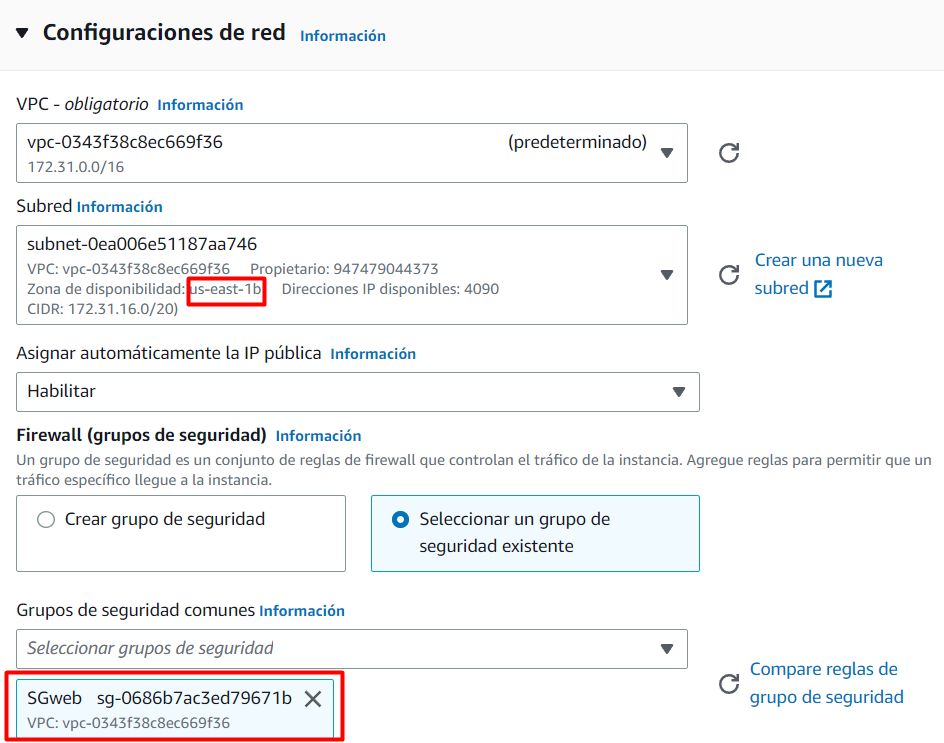 Configuraciones de red Información
VPC - obligatorio Información
vpc-0343f38c8ec669f36 (predeterminado)
172.31.0.0/16
Subred Información
subnet-0ea006e51187aa746
VPC: vpc-0343f38c8ec669f36 Propietario: 947479044373
Zona de disponibilidad: us-east-1b Direcciones IP disponibles: 4090
CIDR: 172.31.16.0/20)
Crear una nueva
subred
Asignar automáticamente la IP pública Información
Habilitar
Firewall (grupos de seguridad) Información
Un grupo de seguridad es un conjunto de reglas de firewall que controlan el tráfico de la instancia. Agregue reglas para permitir que un
tráfico específico llegue a la instancia.
Crear grupo de seguridad
Seleccionar un grupo de
seguridad existente
Grupos de seguridad comunes Información
Seleccionar grupos de seguridad
SGweb sg-0686b7ac3ed79671b
VPC: vpc-0343f38c8ec669f36
Compare reglas de
grupo de seguridad